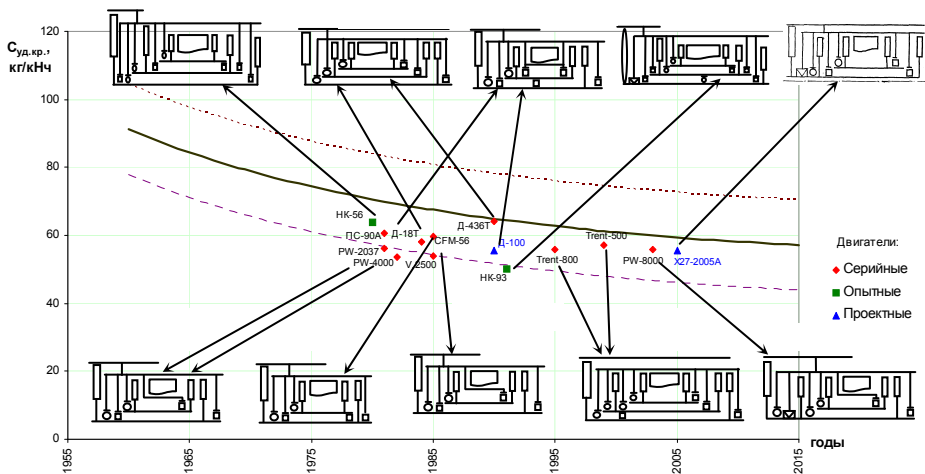 120
С уд.кр.,
кг/кНч
100
80
60
40
20
0
НК-56
ПС-90А
Д-18Т
Д-436Т
PW-2037
CFM-56
PW-4000
V-2500
Д-100
НК-93
Trent-800
Trent-500
PW-8000
Х27-2005А
Двигатели:
Серийные
Опытные
Проектные
годы
1955
1965
1975
1985
1995
2005
2015